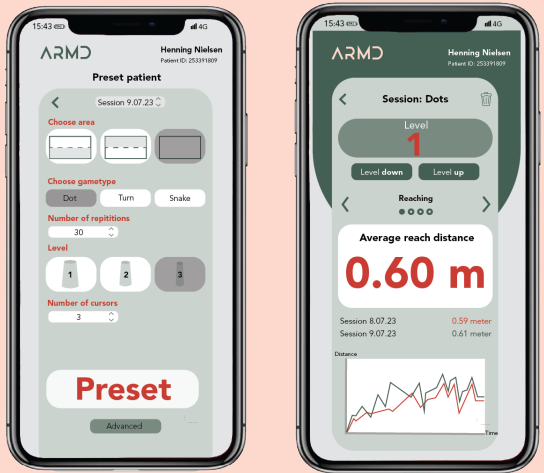 15:43
4G
ARMD
Henning Nielsen
Patient ID: 253391809
Preset patient
Session 9.07.23
Choose area
Choose gametype
Dot
Turn
Snake
Number of repititions
30
Level
1
2
3
Number of cursors
3
Preset
Advanced
15:43
4G
ARMD
Henning Nielsen
Patient ID: 253391809
Session: Dots
Level
1
Level down
Level up
Reaching
Average reach distance
0.60 m
Session 8.07.23 0.59 meter
Session 9.07.23 0.61 meter
Distance
Time